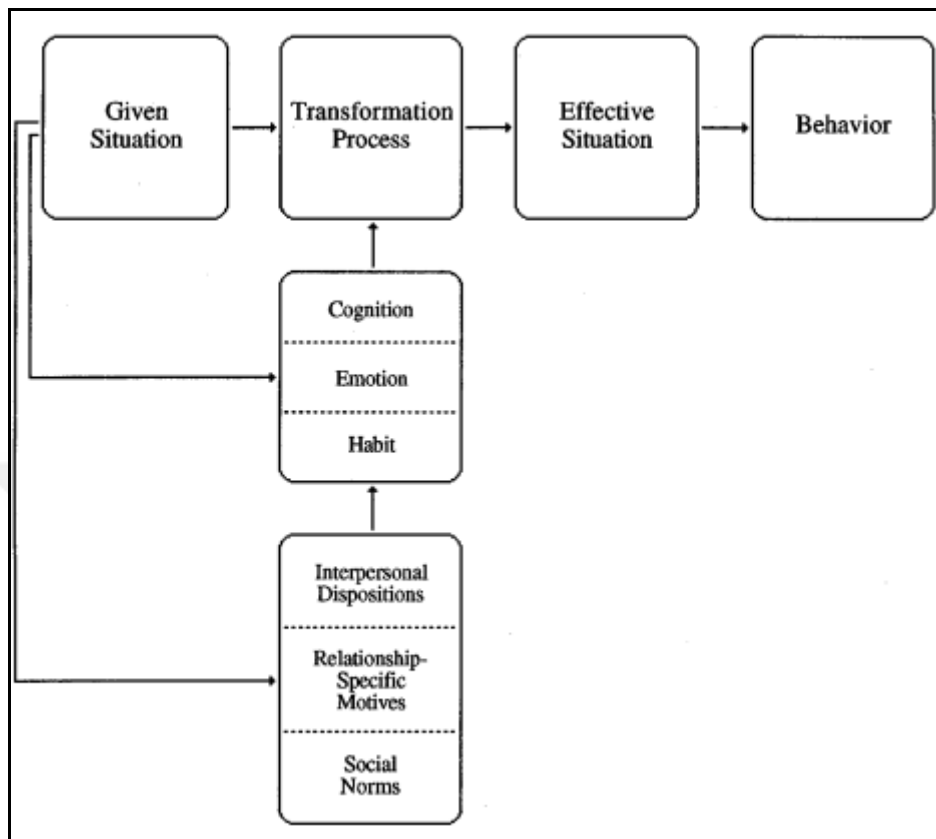 Given
Situation
Transformation
Process
Effective
Situation
Behavior
Cognition
Emotion
Habit
Interpersonal
Dispositions
Relationship-
Specific
Motives
Social
Norms